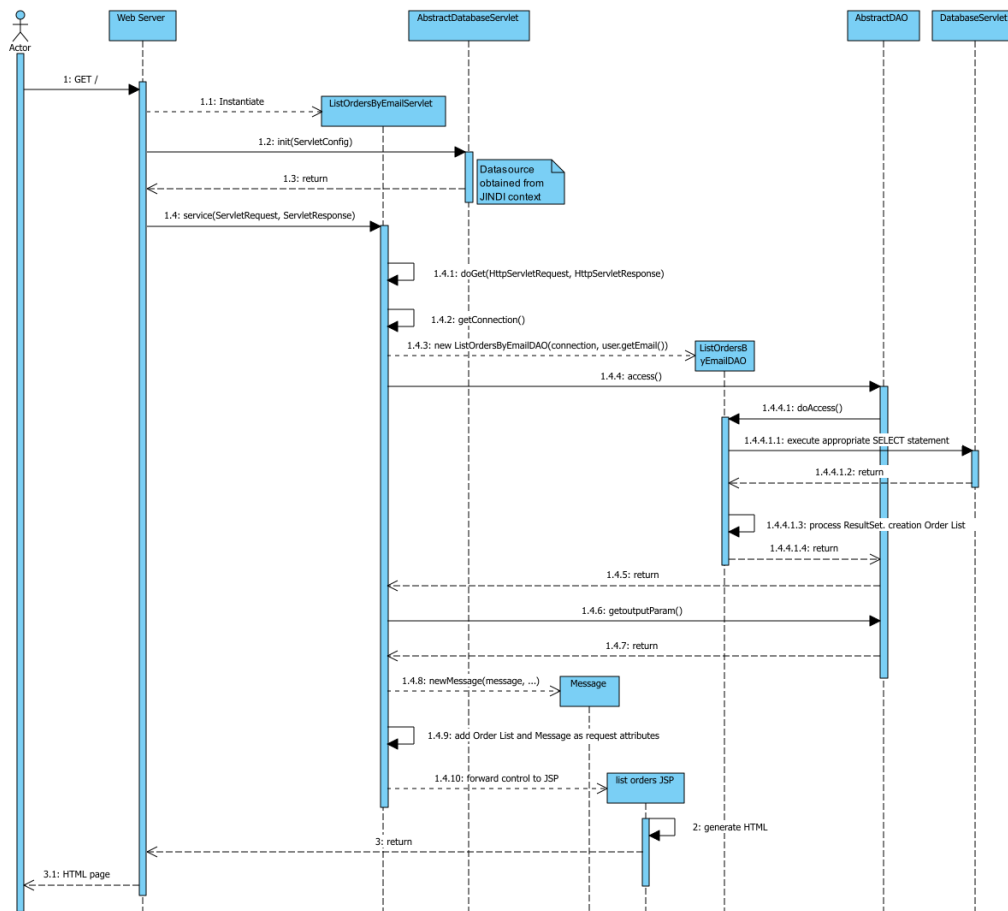 Web Server
AbstractDatabaseServlet
AbstractDAO
DatabaseServlet
Actor
1: GET /
1.1: Instantiate
ListOrdersByEmailServlet
1.2: init(ServletConfig)
Datasource
obtained from
JINDI context
1.3: return
1.4: service(ServletRequest, ServletResponse)
1.4.1: doGet(HttpServletRequest, HttpServletResponse)
1.4.2: getConnection()
1.4.3: new ListOrdersByEmailDAO(connection, user.getEmail())
ListOrdersB
yEmailDAO
1.4.4: access()
1.4.4.1: doAccess()
1.4.4.1.1: execute appropriate SELECT statement
1.4.4.1.2: return
1.4.4.1.3: process ResultSet. creation Order List
1.4.4.1.4: return
1.4.5: return
1.4.6: getoutputParam()
1.4.7: return
1.4.8: newMessage(message, ...)
Message
1.4.9: add Order List and Message as request attributes
1.4.10: forward control to JSP
list orders JSP
2: generate HTML
3: return
3.1: HTML page